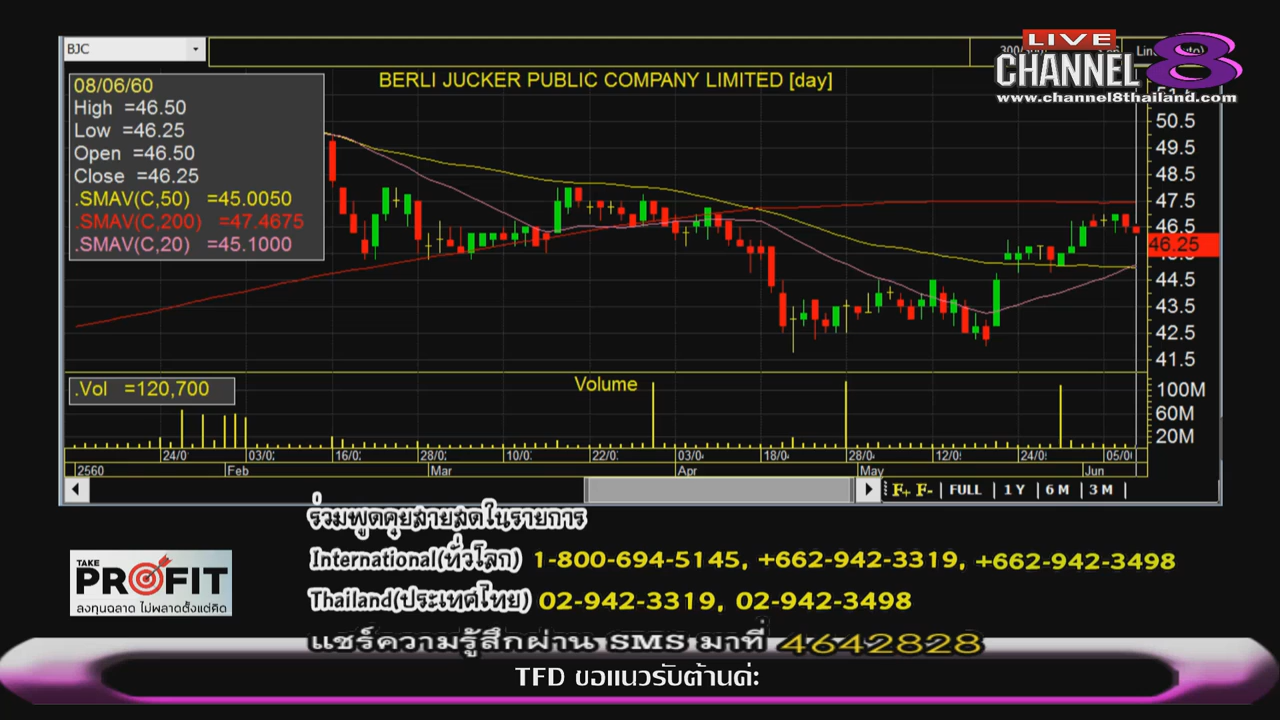 BJC
LIVE
CHANNEL 8
www.channel8thailand.com
BERLI JUCKER PUBLIC COMPANY LIMITED [day]
08/06/60
High =46.50
Low =46.25
Open =46.50
Close =46.25
.SMAV(C,50) =45.0050
.SMAV(C,200) =47.4675
.SMAV(C,20) =45.1000
50.5
49.5
48.5
47.5
46.5
46.25
44.5
43.5
42.5
41.5
.Vol =120,700
Volume
100M
60M
20M
24/0 03/0 16/0 28/0 10/0 22/0 03/0 18/0 28/0 12/0 24/0 05/0
2560 Feb Mar Apr May Jun
F+ F- FULL 1 Y 6 M 3 M
ร่วมพูดคุยสายสดในรายการ
International(ทั่วโลก) 1-800-694-5145, +662-942-3319, +662-942-3498
Thailand(ประเทศไทย) 02-942-3319, 02-942-3498
TAKE
PROFIT
ลงทุนฉลาด ไม่พลาดตั้งแต่คิด
แชร์ความรู้สึกผ่าน SMS มาที่ 4642828
TFD ขอแนวรับต้านค่ะ